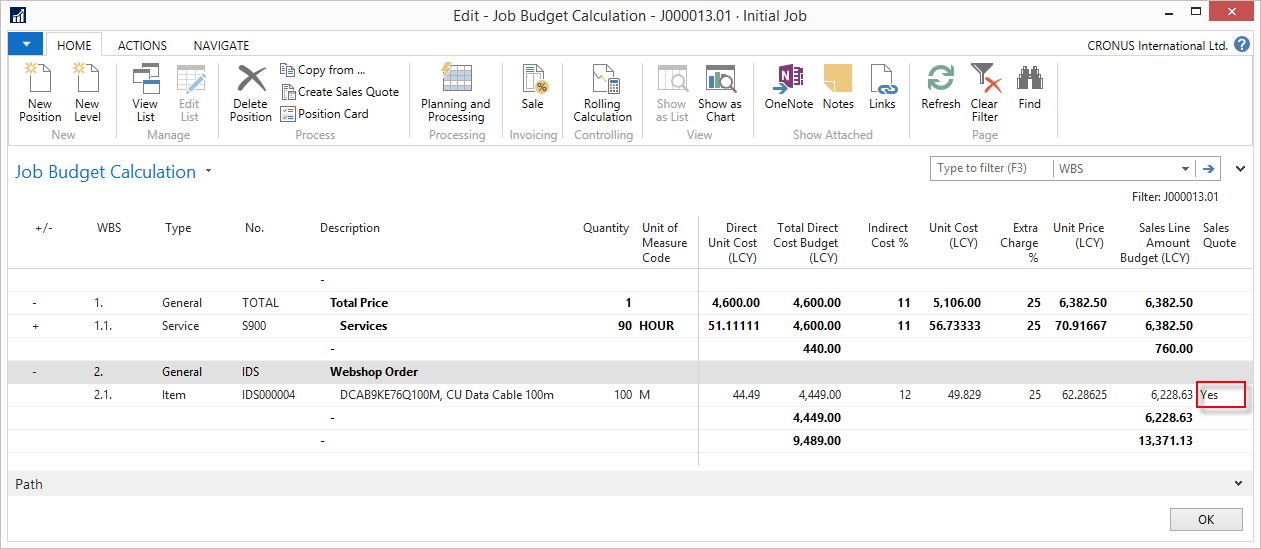 Edit - Job Budget Calculation - J000013.01 · Initial Job
HOME ACTIONS NAVIGATE CRONUS International Ltd. ?
New Position
New Level
New
View List
Edit List
Manage
Delete Position
Copy from ...
Create Sales Quote
Position Card
Process
Planning and Processing
Processing
Sale
Invoicing
Rolling Calculation
Controlling
Show as List
Show as Chart
View
OneNote
Notes
Links
Show Attached
Refresh
Clear Filter
Find
Page
Job Budget Calculation
Type to filter (F3) WBS
Filter: J000013.01
+/- WBS Type No. Description Quantity Unit of Measure Code Direct Unit Cost (LCY) Total Direct Cost Budget (LCY) Indirect Cost % Unit Cost (LCY) Extra Charge % Unit Price (LCY) Sales Line Amount Budget (LCY) Sales Quote
-
- 1. General TOTAL Total Price 1 4,600.00 4,600.00 11 5,106.00 25 6,382.50 6,382.50
+ 1.1. Service S900 Services 90 HOUR 51.11111 4,600.00 11 56.73333 25 70.91667 6,382.50
- 440.00 760.00
- 2. General IDS Webshop Order
2.1. Item IDS000004 DCAB9KE76Q100M, CU Data Cable 100m 100 M 44.49 4,449.00 12 49.829 25 62.28625 6,228.63 Yes
- 4,449.00 6,228.63
- 9,489.00 13,371.13
Path
OK